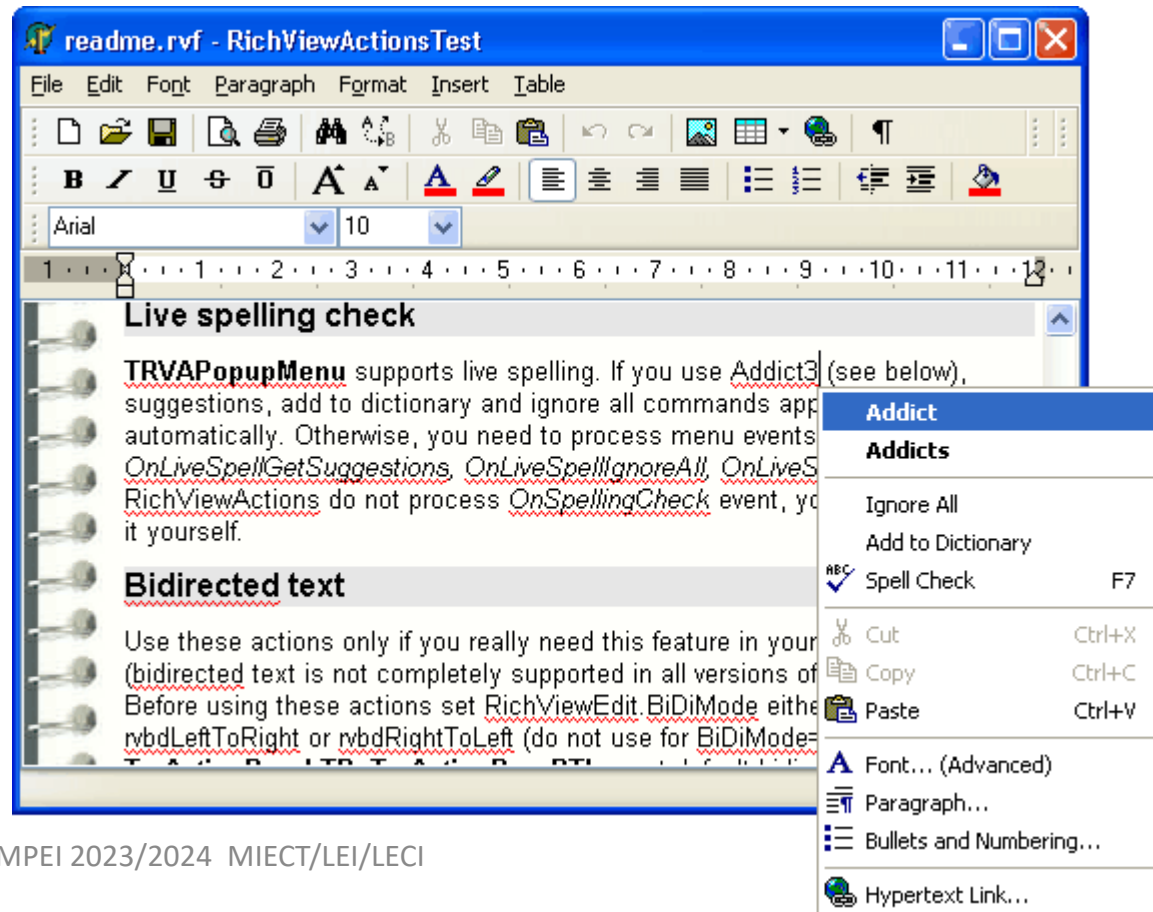 readme.rvf - RichViewActionsTest
File Edit Font Paragraph Format Insert Table
B I U S O A A A
Arial 10
1 1 2 3 4 5 6 7 8 9 10 11 12
Live spelling check
TRVAPopupMenu supports live spelling. If you use Addict3 (see below),
suggestions, add to dictionary and ignore all commands app
automatically. Otherwise, you need to process menu events
OnLiveSpellGetSuggestions, OnLiveSpellIgnoreAll, OnLiveS
RichViewActions do not process OnSpellingCheck event, yo
it yourself.
Bidirected text
Use these actions only if you really need this feature in your
(bidirected text is not completely supported in all versions of
Before using these actions set RichViewEdit.BiDiMode eithe
rvbdLeftToRight or rvbdRightToLeft (do not use for BiDiMode=
Addict
Addicts
Ignore All
Add to Dictionary
ABC Spell Check F7
Cut Ctrl+X
Copy Ctrl+C
Paste Ctrl+V
A Font... (Advanced)
Paragraph...
Bullets and Numbering...
Hypertext Link...
MPEI 2023/2024 MIECT/LEI/LECI